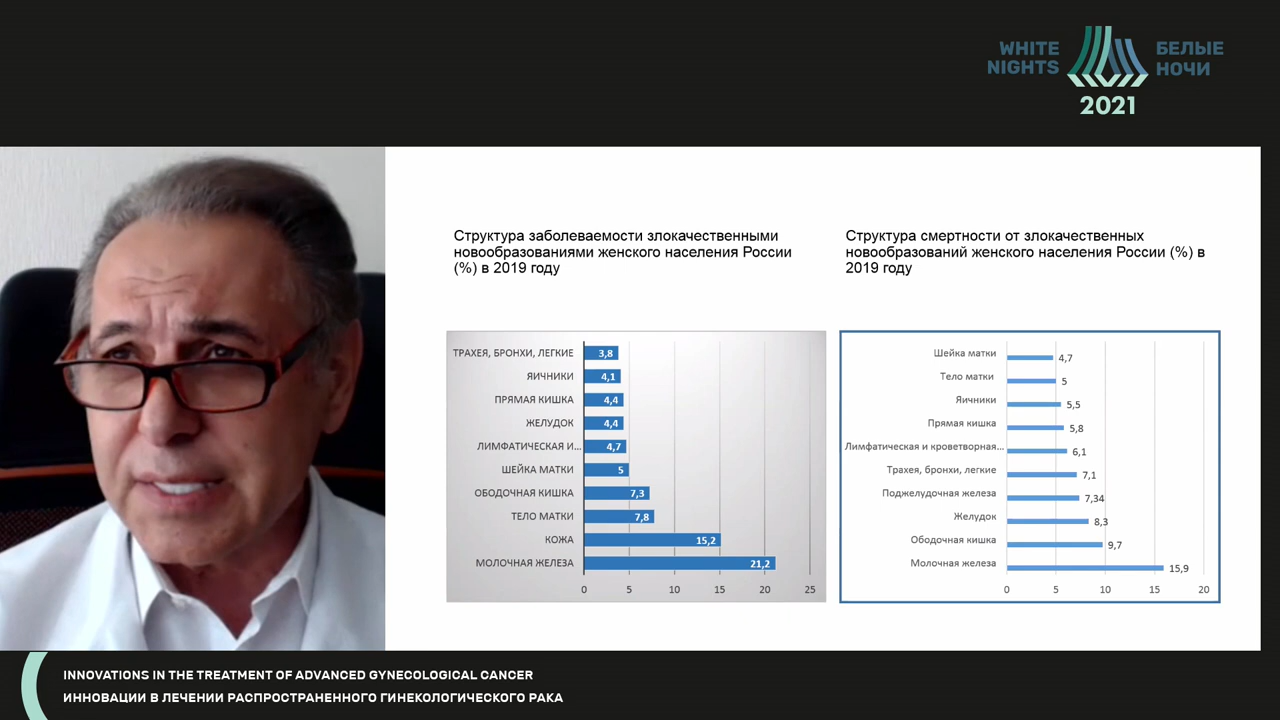 WHITE
NIGHTS
БЕЛЫЕ
НОЧИ
2021
Структура заболеваемости злокачественными
новообразованиями женского населения России
(%) в 2019 году
ТРАХЕЯ, БРОНХИ, ЛЕГКИЕ 3,8
ЯИЧНИКИ 4,1
ПРЯМАЯ КИШКА 4,4
ЖЕЛУДОК 4,4
ЛИМФАТИЧЕСКАЯ И... 4,7
ШЕЙКА МАТКИ 5
ОБОДОЧНАЯ КИШКА 7,3
ТЕЛО МАТКИ 7,8
КОЖА 15,2
МОЛОЧНАЯ ЖЕЛЕЗА 21,2
0 5 10 15 20 25
Структура смертности от злокачественных
новообразований женского населения России (%) в
2019 году
Шейка матки 4,7
Тело матки 5
Яичники 5,5
Прямая кишка 5,8
Лимфатическая и кроветворная... 6,1
Трахея, бронхи, легкие 7,1
Поджелудочная железа 7,34
Желудок 8,3
Ободочная кишка 9,7
Молочная железа 15,9
0 5 10 15 20
INNOVATIONS IN THE TREATMENT OF ADVANCED GYNECOLOGICAL CANCER
ИННОВАЦИИ В ЛЕЧЕНИИ РАСПРОСТРАНЕННОГО ГИНЕКОЛОГИЧЕСКОГО РАКА